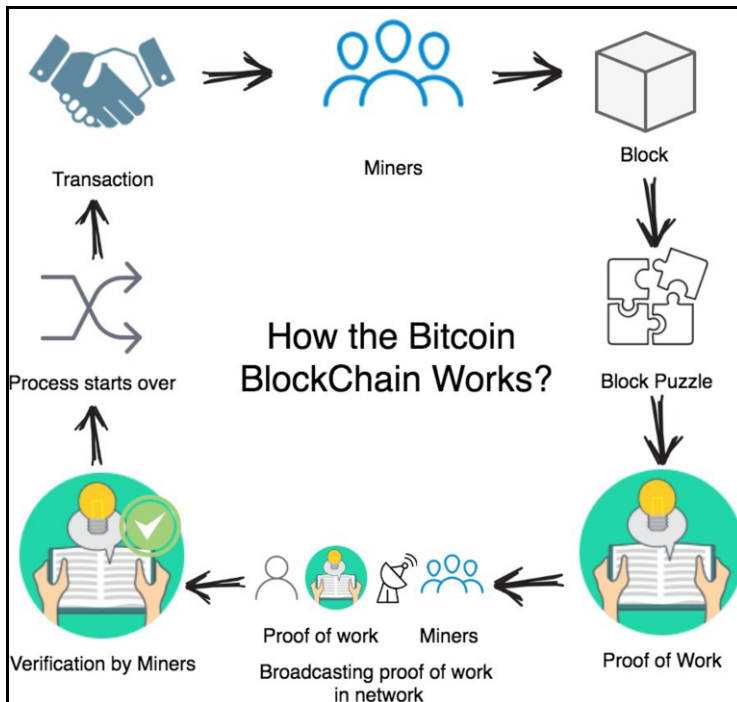 Transaction
Miners
Block
Process starts over
How the Bitcoin
BlockChain Works?
Block Puzzle
Verification by Miners
Proof of work
Miners
Broadcasting proof of work
in network
Proof of Work